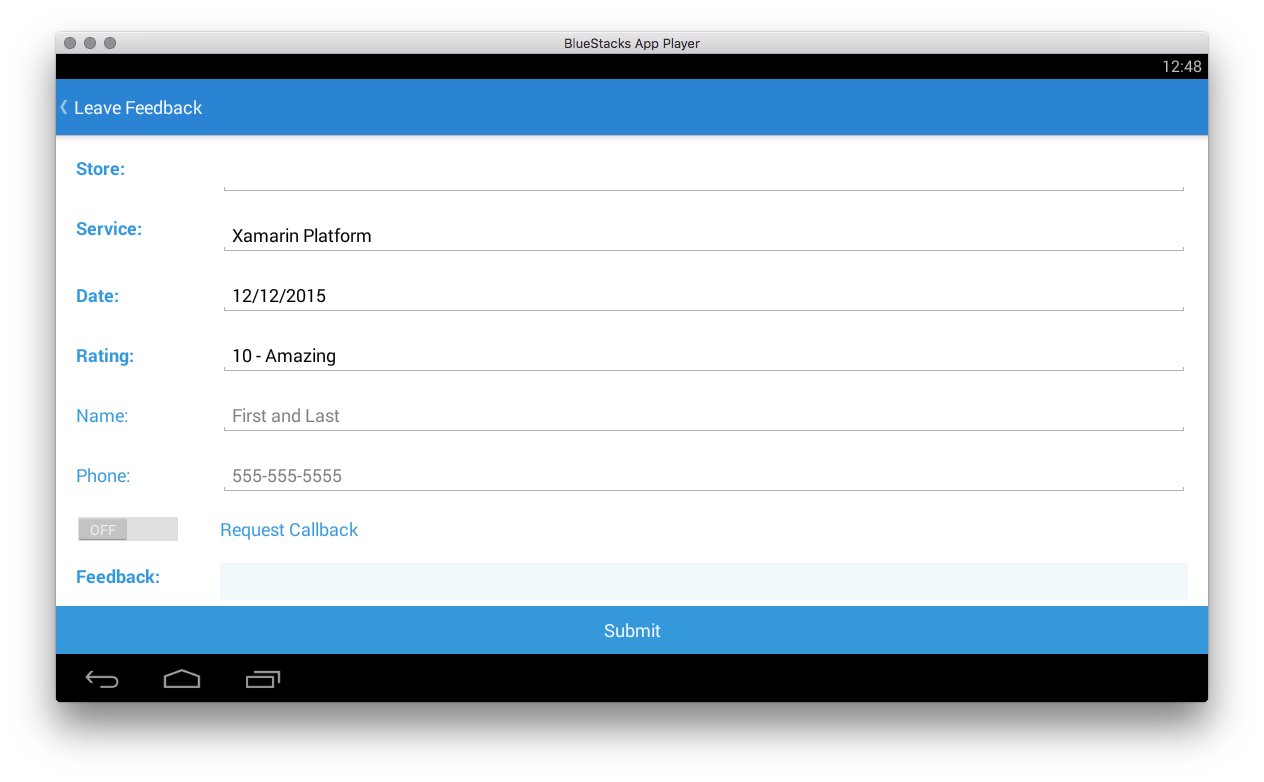 BlueStacks App Player
12:48
Leave Feedback
Store:
Service: Xamarin Platform
Date: 12/12/2015
Rating: 10 - Amazing
Name: First and Last
Phone: 555-555-5555
OFF Request Callback
Feedback:
Submit